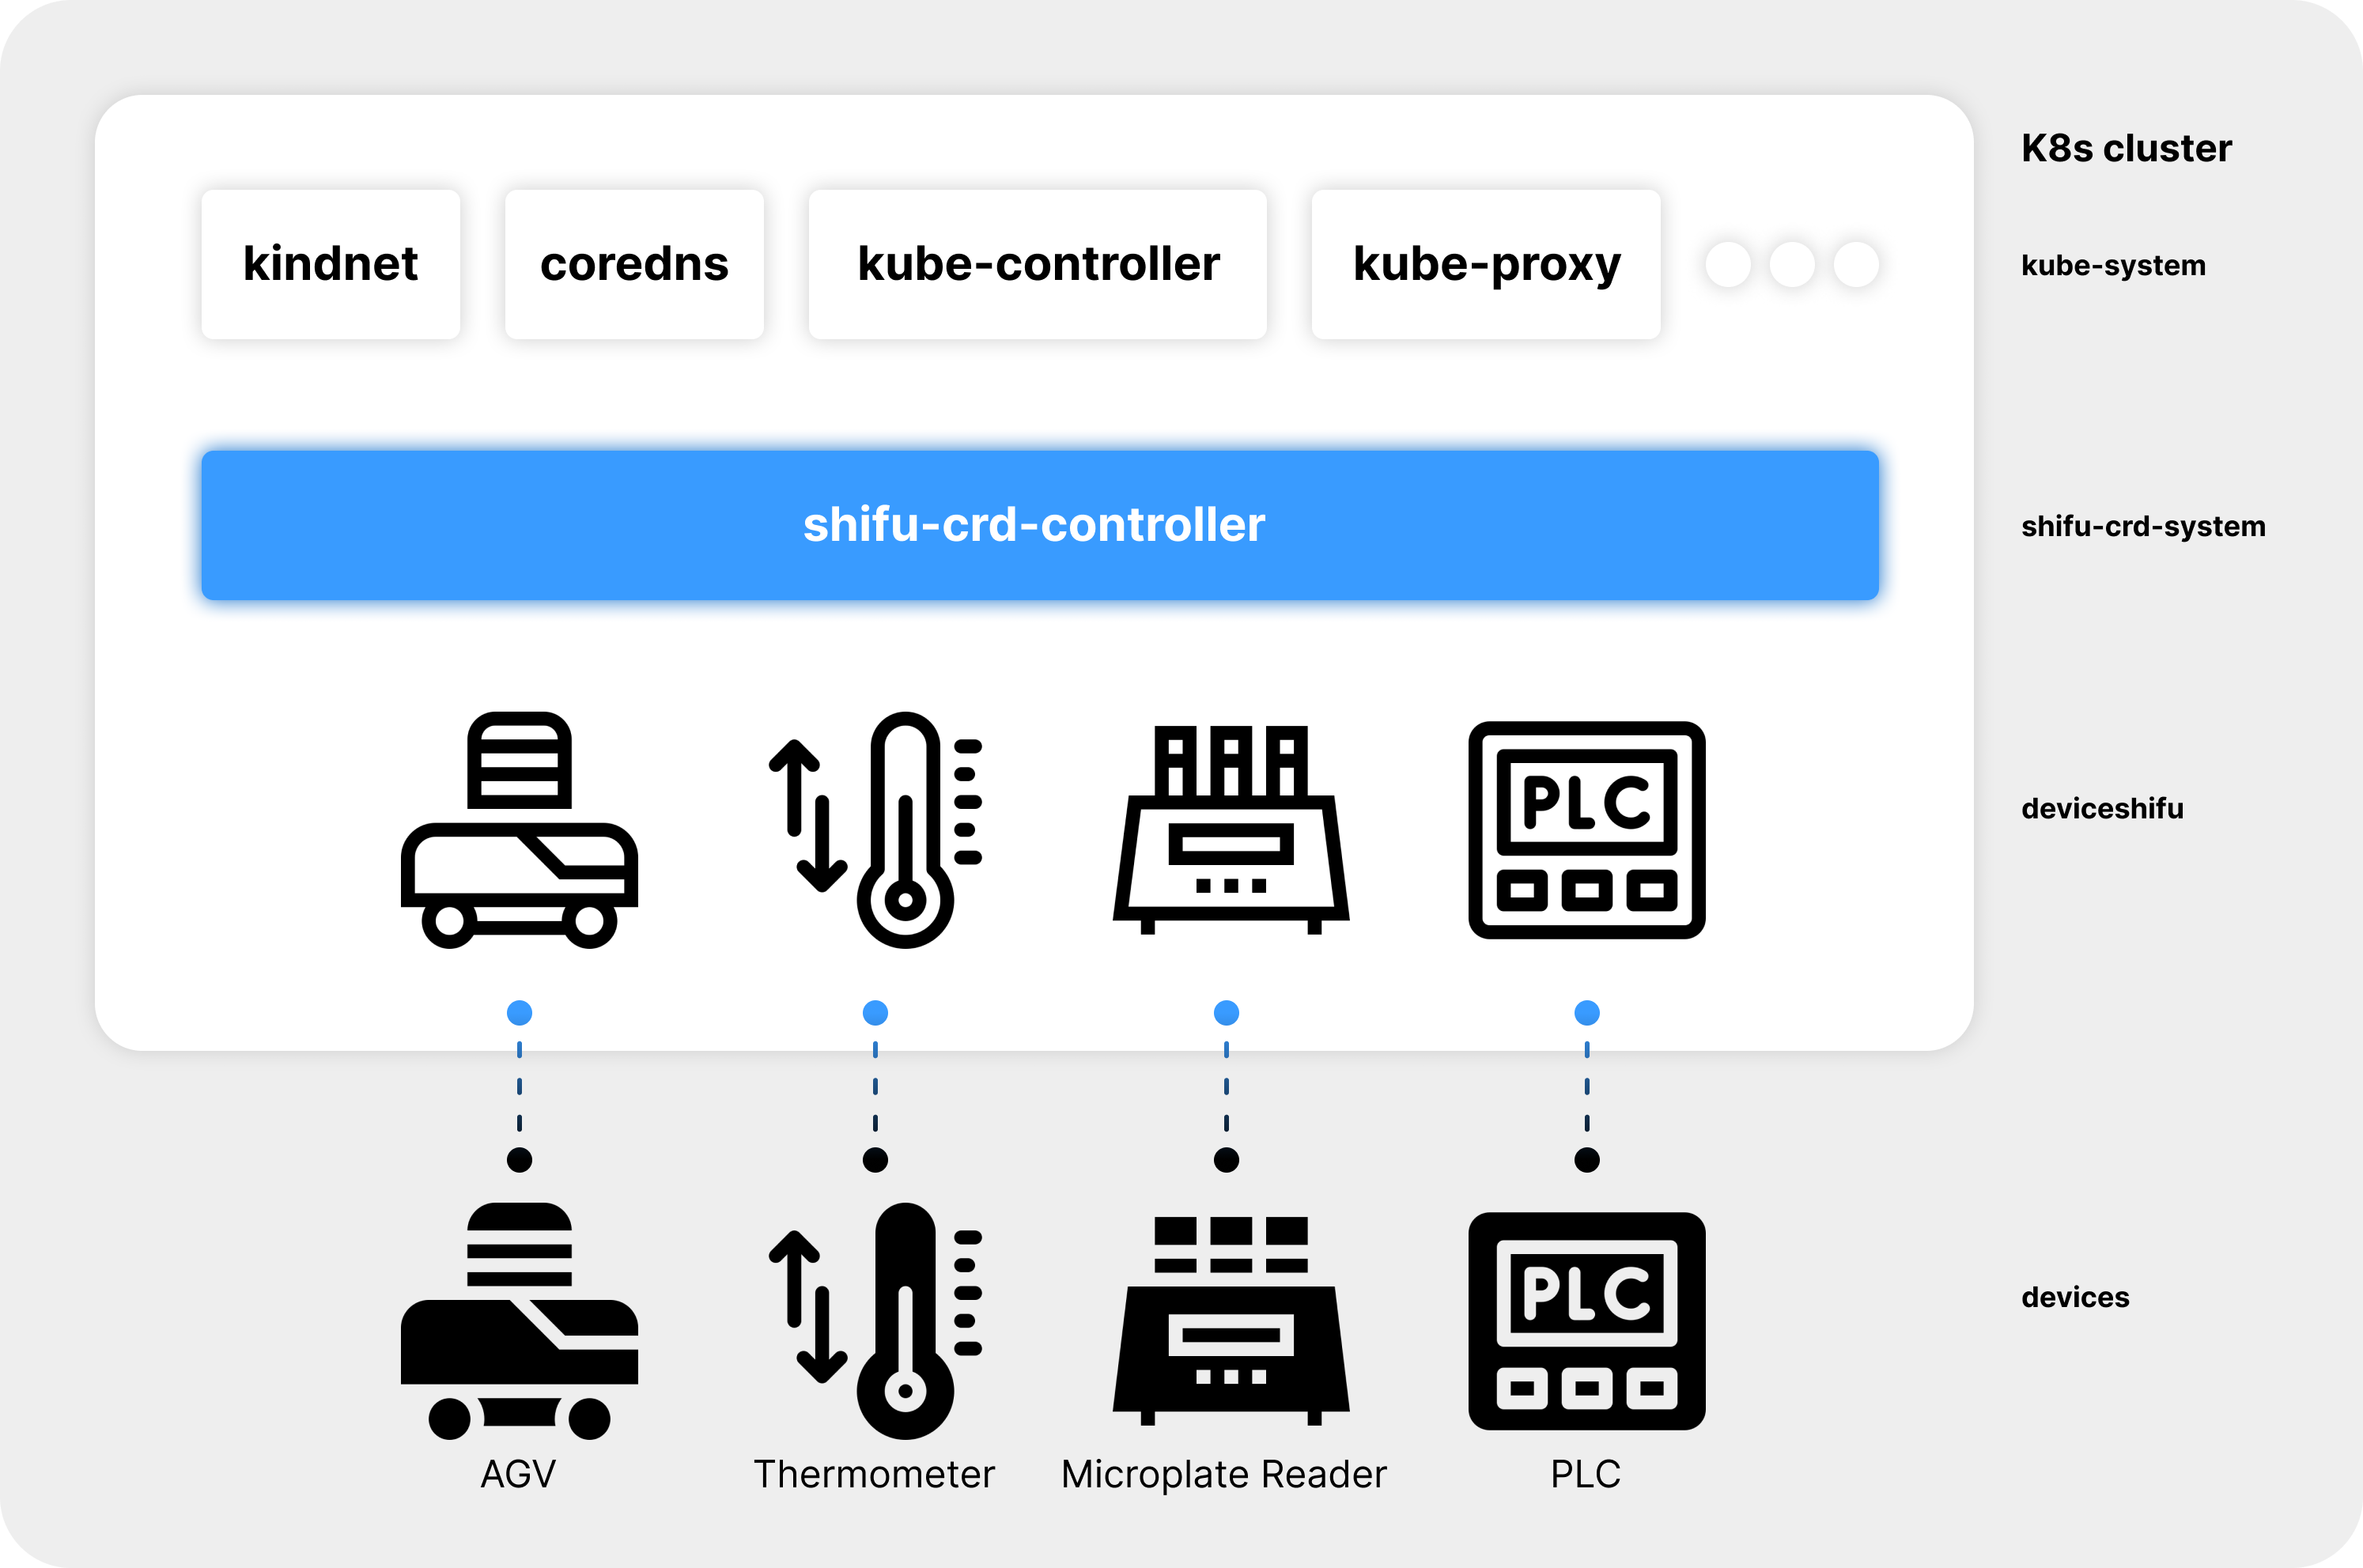 K8s cluster
kindnet
coredns
kube-controller
kube-proxy
kube-system
shifu-crd-controller
shifu-crd-system
PLC
deviceshifu
PLC
devices
AGV
Thermometer
Microplate Reader
PLC